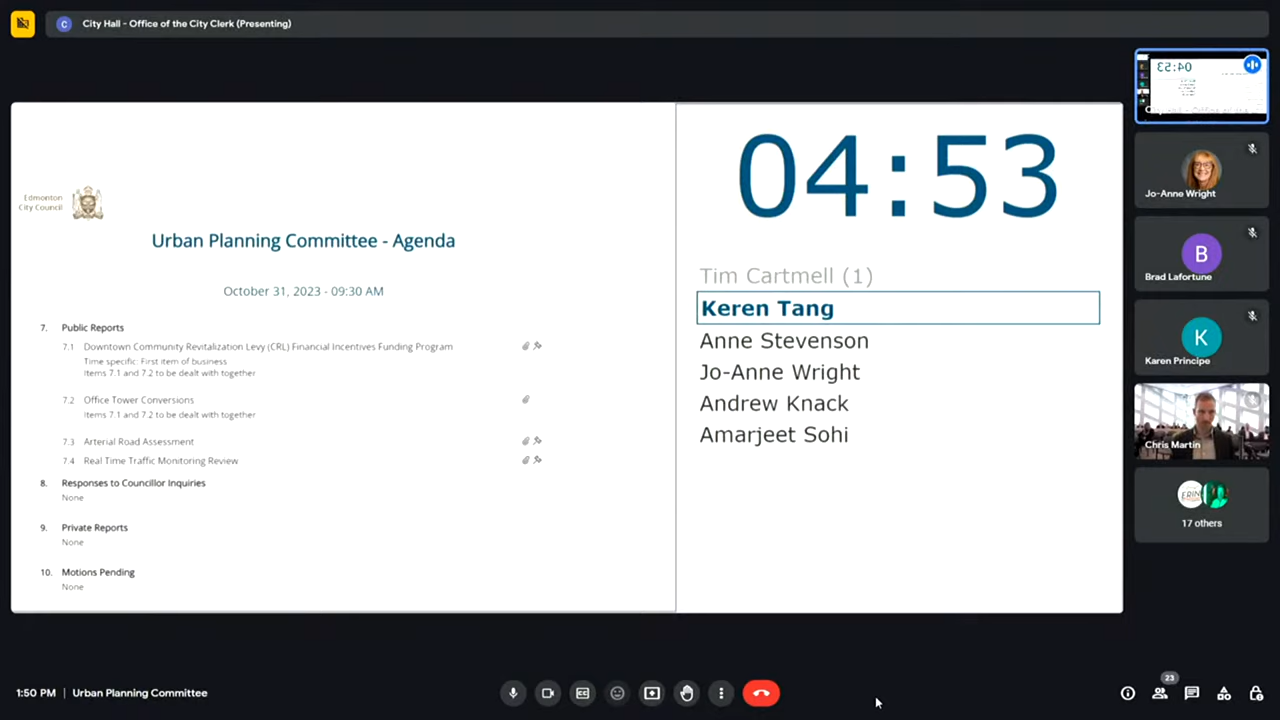 C
City Hall - Office of the City Clerk (Presenting)
Edmonton
City Council
Urban Planning Committee - Agenda
October 31, 2023 - 09:30 AM
7. Public Reports
7.1 Downtown Community Revitalization Levy (CRL) Financial Incentives Funding Program
Time specific: First item of business
Items 7.1 and 7.2 to be dealt with together
7.2 Office Tower Conversions
Items 7.1 and 7.2 to be dealt with together
7.3 Arterial Road Assessment
7.4 Real Time Traffic Monitoring Review
8. Responses to Councillor Inquiries
None
9. Private Reports
None
10. Motions Pending
None
04:53
Tim Cartmell (1)
Keren Tang
Anne Stevenson
Jo-Anne Wright
Andrew Knack
Amarjeet Sohi
04:53
Jo-Anne Wright
B
Brad Lafortune
K
Karen Principe
Chris Martin
ERIN
17 others
1:50 PM | Urban Planning Committee
23